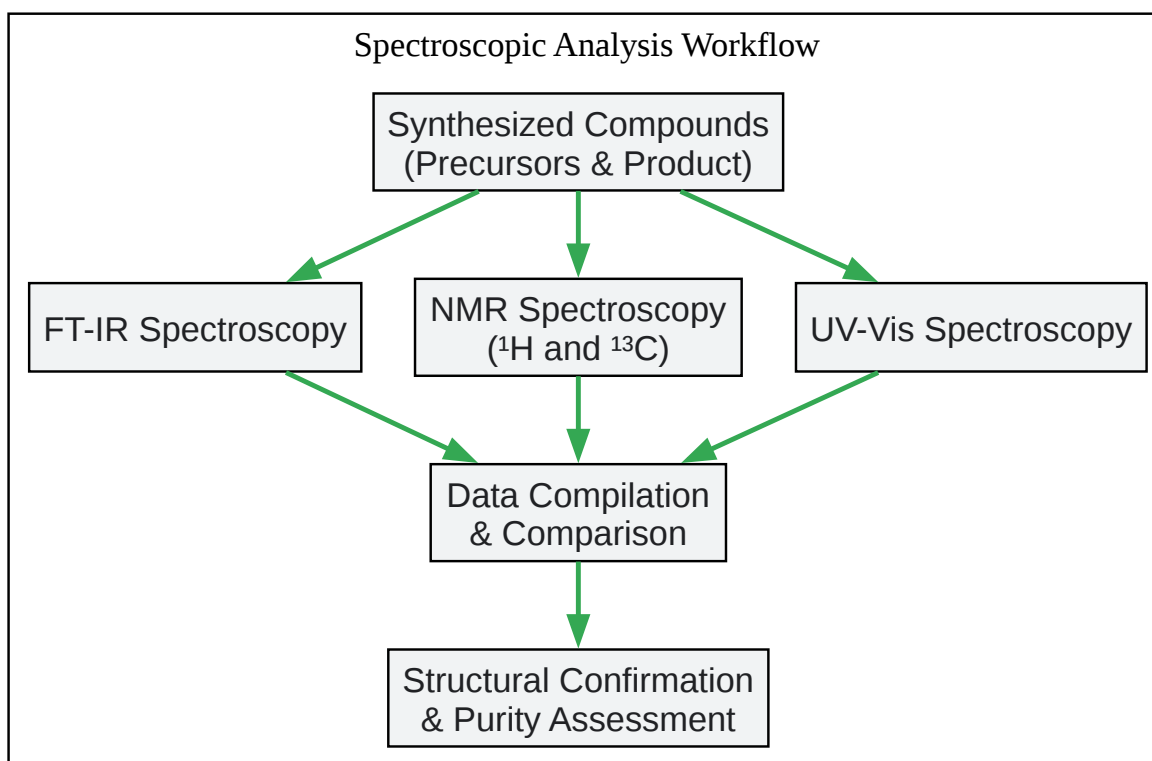 Spectroscopic Analysis Workflow
Synthesized Compounds
(Precursors & Product)
FT-IR Spectroscopy
NMR Spectroscopy
(¹H and ¹³C)
UV-Vis Spectroscopy
Data Compilation
& Comparison
Structural Confirmation
& Purity Assessment